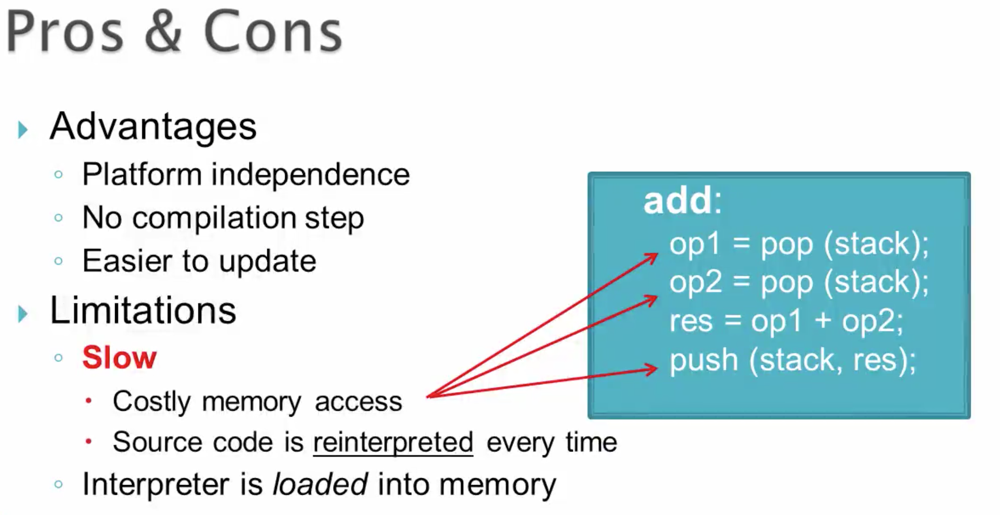 Pros & Cons
Advantages
Platform independence
No compilation step
Easier to update
Limitations
Slow
Costly memory access
Source code is reinterpreted every time
Interpreter is loaded into memory
add:
op1 = pop (stack);
op2 = pop (stack);
res = op1 + op2;
push (stack, res);